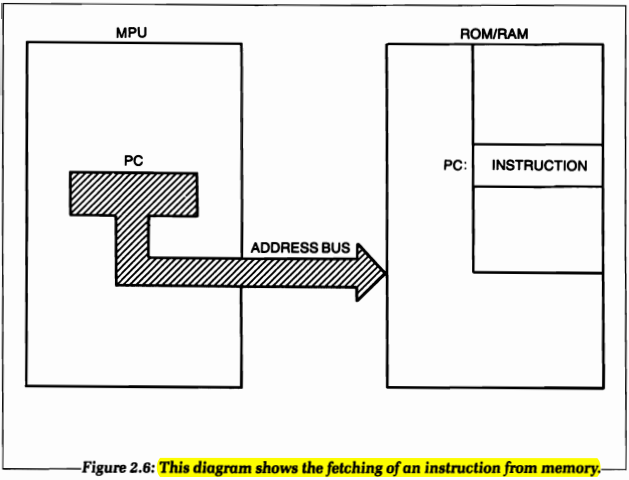 MPU
ROM/RAM
PC
PC: INSTRUCTION
ADDRESS BUS
Figure 2.6: This diagram shows the fetching of an instruction from memory.